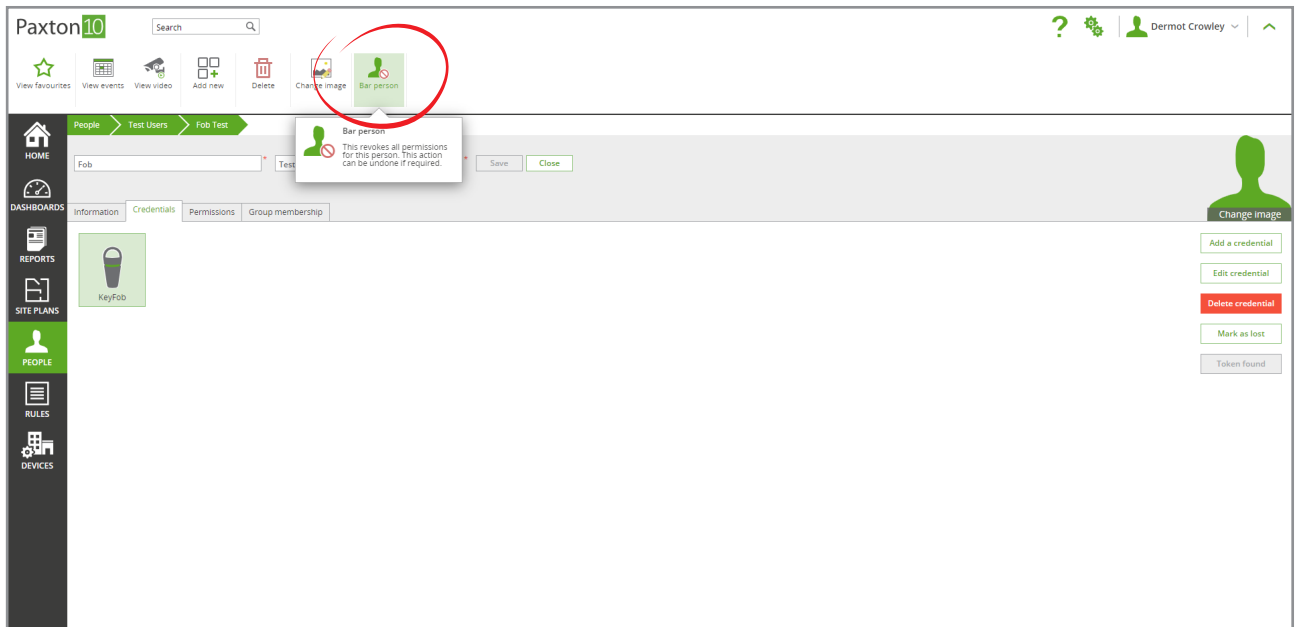 Paxton 10
Search
Dermot Crowley
View favourites
View events
View video
Add new
Delete
Change image
Bar person
People
Test Users
Fob Test
Bar person
This revokes all permissions
for this person. This action
can be undone if required.
Fob
*
Test
*
Save
Close
Information
Credentials
Permissions
Group membership
Change image
KeyFob
Add a credential
Edit credential
Delete credential
Mark as lost
Token found
HOME
DASHBOARDS
REPORTS
SITE PLANS
PEOPLE
RULES
DEVICES